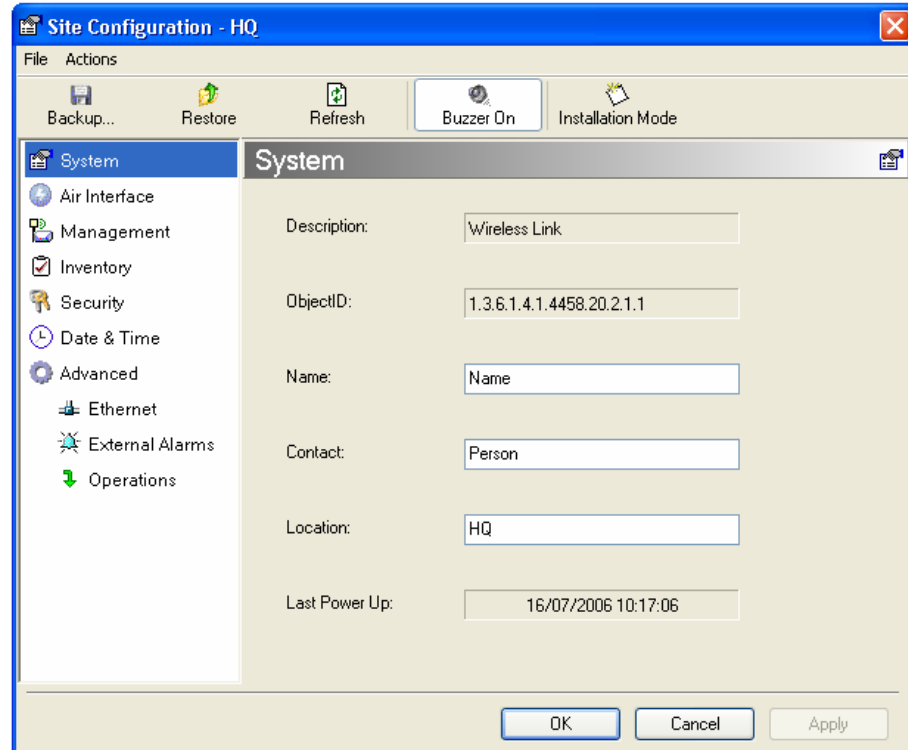 Site Configuration - HQ
File Actions
Backup... Restore Refresh Buzzer On Installation Mode
System
Air Interface
Management
Inventory
Security
Date & Time
Advanced
Ethernet
External Alarms
Operations
System
Description: Wireless Link
ObjectID: 1.3.6.1.4.1.4458.20.2.1.1
Name: Name
Contact: Person
Location: HQ
Last Power Up: 16/07/2006 10:17:06
OK Cancel Apply